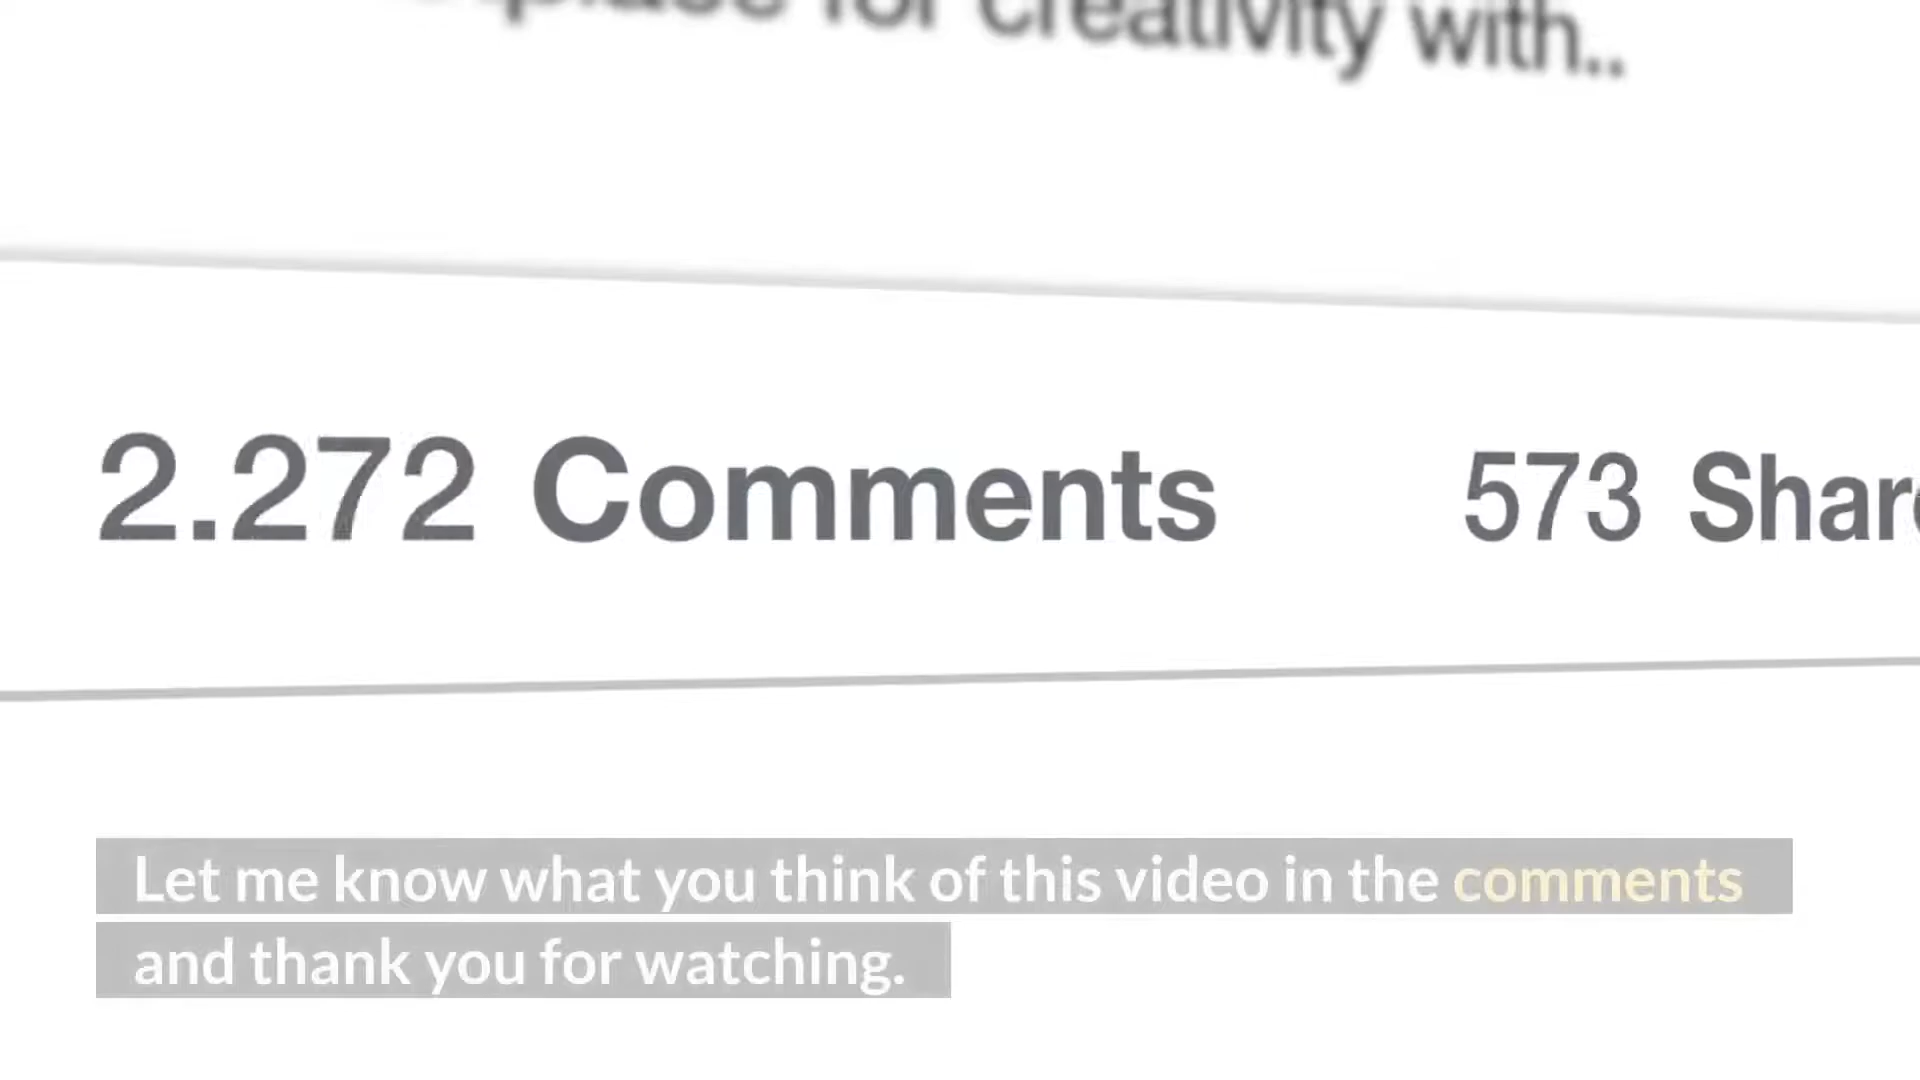 for creativity with..
2.272 Comments 573
Let me know what you think of this video in the comments
and thank you for watching.